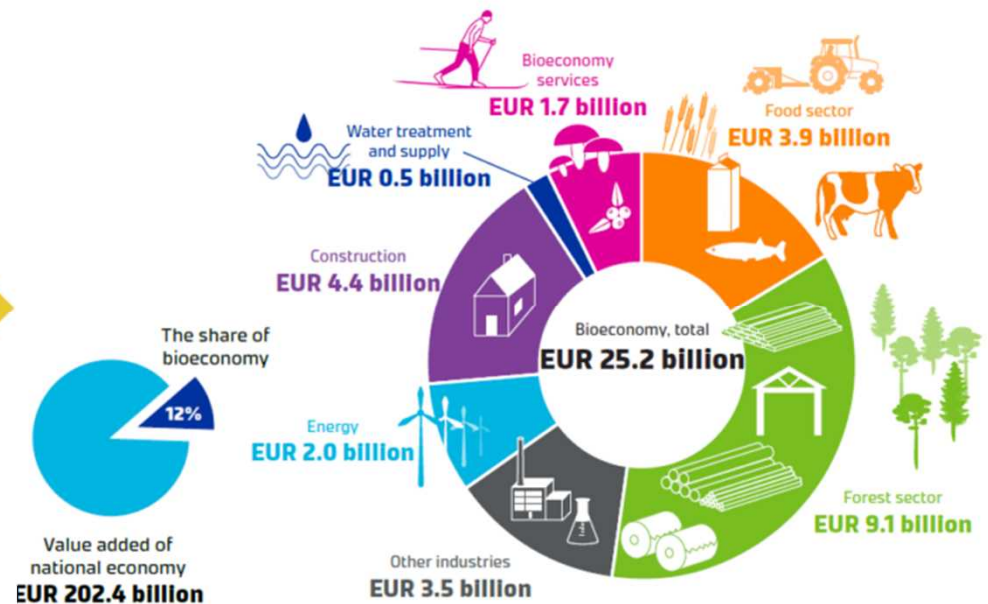 Bioeconomy
services
EUR 1.7 billion
Food sector
EUR 3.9 billion
Water treatment
and supply
EUR 0.5 billion
Construction
EUR 4.4 billion
Bioeconomy, total
EUR 25.2 billion
The share of
bioeconomy
12%
Energy
EUR 2.0 billion
Forest sector
EUR 9.1 billion
Value added of
national economy
EUR 202.4 billion
Other industries
EUR 3.5 billion